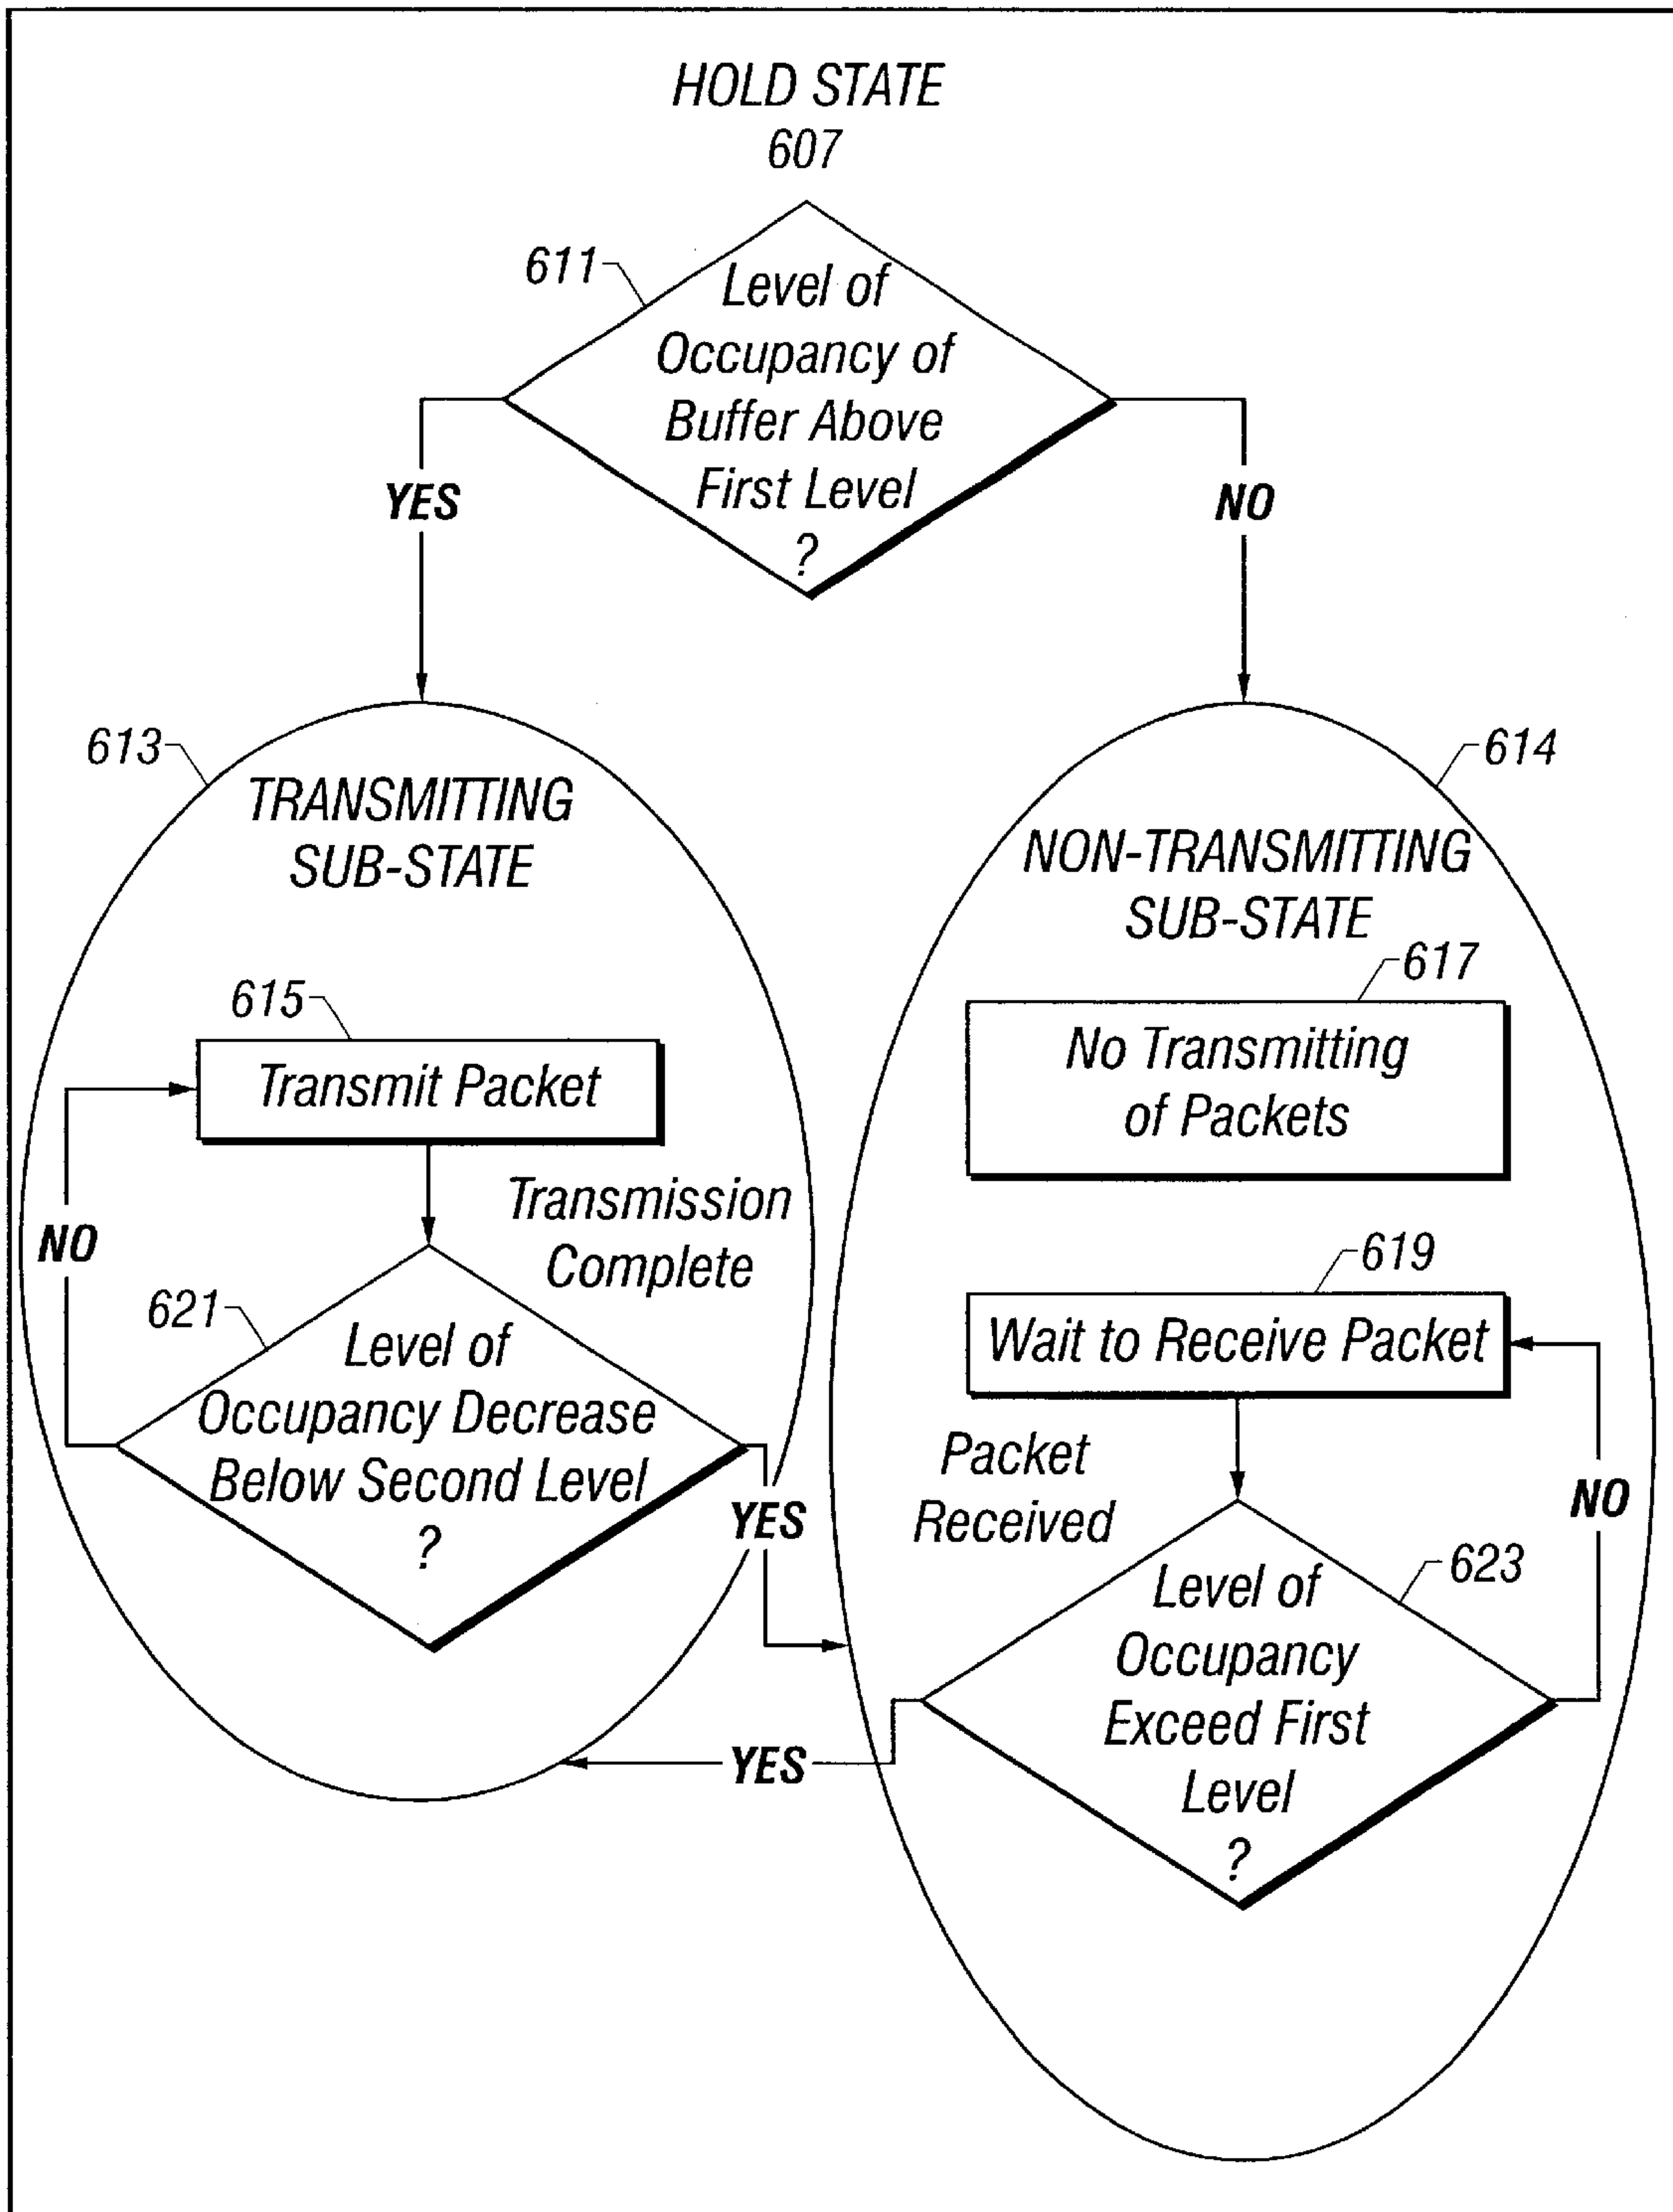 HOLD STATE
607
611
Level of
Occupancy of
Buffer Above
First Level
?
YES
NO
613
TRANSMITTING
SUB-STATE
615
Transmit Packet
Transmission
Complete
NO
621
Level of
Occupancy Decrease
Below Second Level
?
YES
614
NON-TRANSMITTING
SUB-STATE
617
No Transmitting
of Packets
619
Wait to Receive Packet
Packet
Received
NO
623
Level of
Occupancy
Exceed First
Level
?
YES